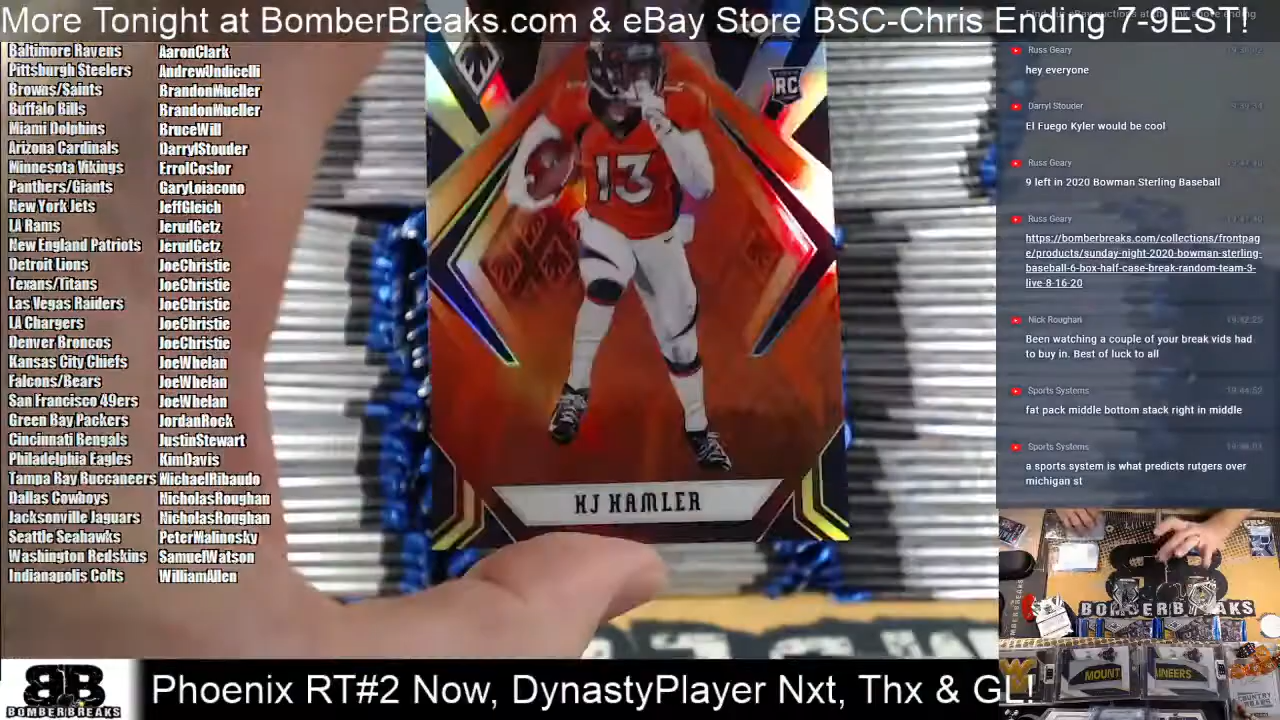 More Tonight at BomberBreaks.com & eBay Store BSC-Chris Ending 7-9EST!
Baltimore Ravens AaronClark
Pittsburgh Steelers AndrewUndicelli
Browns/Saints BrandonMueller
Buffalo Bills BrandonMueller
Miami Dolphins BruceWill
Arizona Cardinals DarrylStouder
Minnesota Vikings ErrolCoslor
Panthers/Giants GaryLoiacono
New York Jets JeffGleich
LA Rams JerudGetz
New England Patriots JerudGetz
Detroit Lions JoeChristie
Texans/Titans JoeChristie
Las Vegas Raiders JoeChristie
LA Chargers JoeChristie
Denver Broncos JoeChristie
Kansas City Chiefs JoeWhelan
Falcons/Bears JoeWhelan
San Francisco 49ers JoeWhelan
Green Bay Packers JordanRock
Cincinnati Bengals JustinStewart
Philadelphia Eagles KimDavis
Tampa Bay Buccaneers MichaelRibaudo
Dallas Cowboys NicholasRoughan
Jacksonville Jaguars NicholasRoughan
Seattle Seahawks PeterMalinosky
Washington Redskins SamuelWatson
Indianapolis Colts WilliamAllen
RC
13
KJ HAMLER
Russ Geary
hey everyone
Darryl Stouder
El Fuego Kyler would be cool
Russ Geary
9 left in 2020 Bowman Sterling Baseball
Russ Geary
https://bomberbreaks.com/collections/frontpag
e/products/sunday-night-2020-bowman-sterling-
baseball-6-box-half-case-break-random-team-3-
live-8-16-20
Nick Roughan
Been watching a couple of your break vids had
to buy in. Best of luck to all
Sports Systems
fat pack middle bottom stack right in middle
Sports Systems
a sports system is what predicts rutgers over
michigan st
BOMBERBREAKS
MOUNT AINEERS
BB
BOMBERBREAKS
Phoenix RT#2 Now, DynastyPlayer Nxt, Thx & GL!